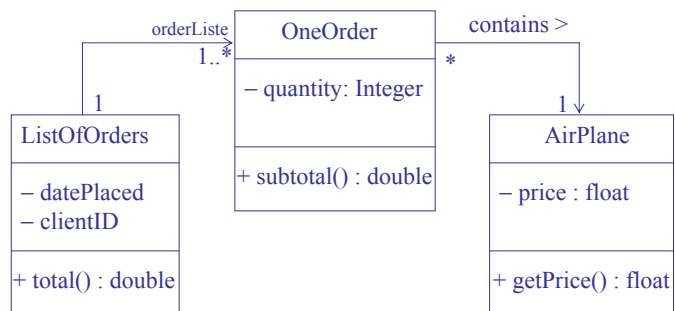 orderListe
1..*
1
OneOrder
– quantity: Integer
+ subtotal() : double
contains >
*
1
ListOfOrders
– datePlaced
– clientID
+ total() : double
AirPlane
– price : float
+ getPrice() : float